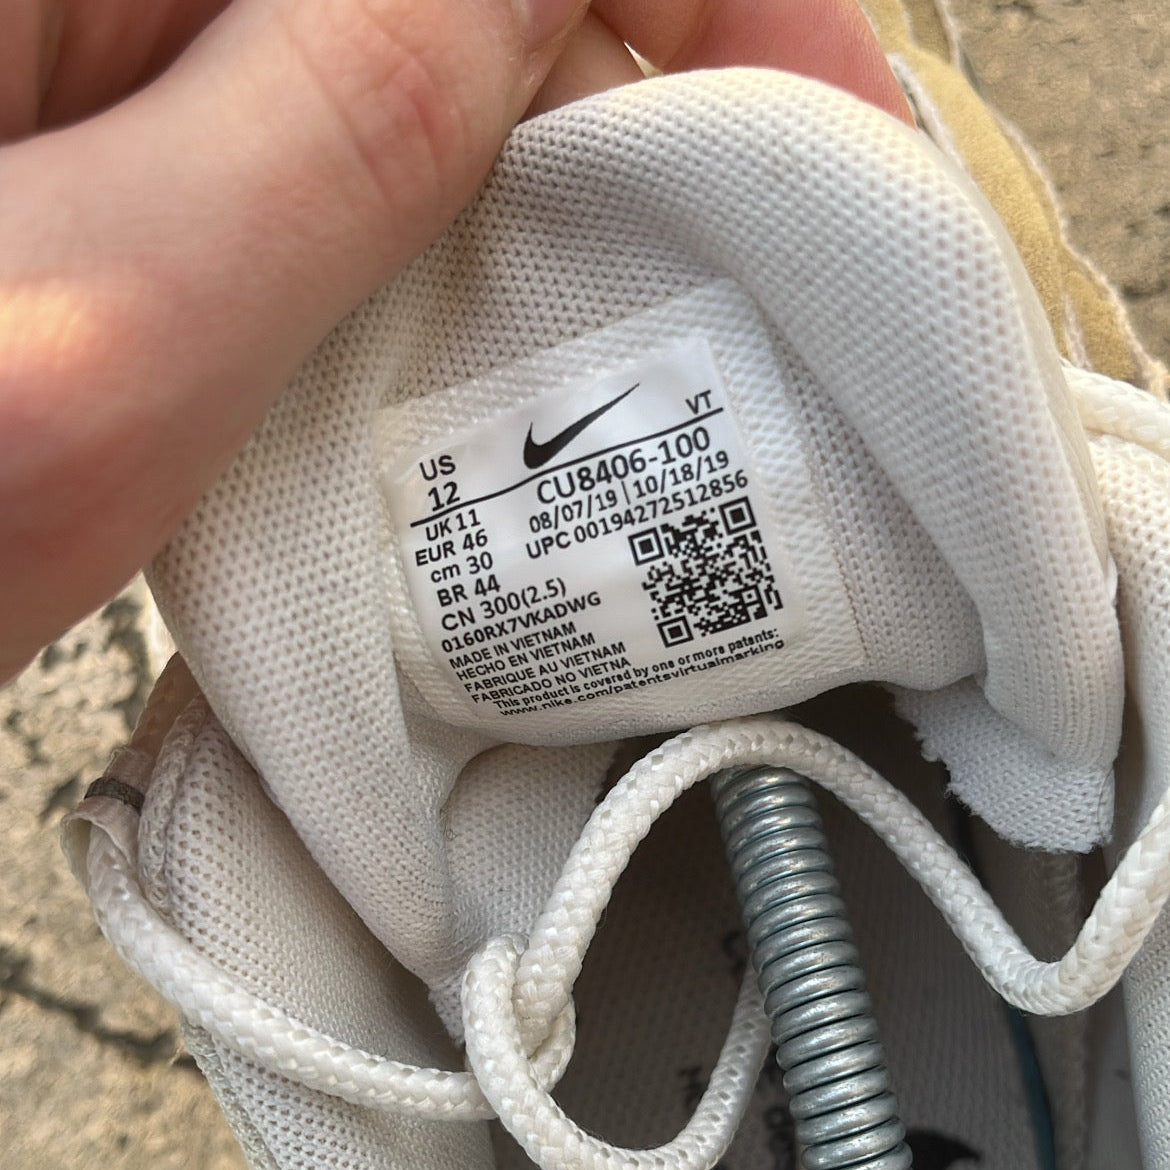 VT
US
12
CU8406-100
08/07/19 | 10/18/19
UPC 00194272512856
UK 11
EUR 46
cm 30
BR 44
CN 300(2.5)
0160RX7VKADWG
MADE IN VIETNAM
HECHO EN VIETNAM
FABRIQUE AU VIETNAM
FABRICADO NO VIETNA
This product is covered by one or more patents:
www.nike.com/patentsvirtualmarking